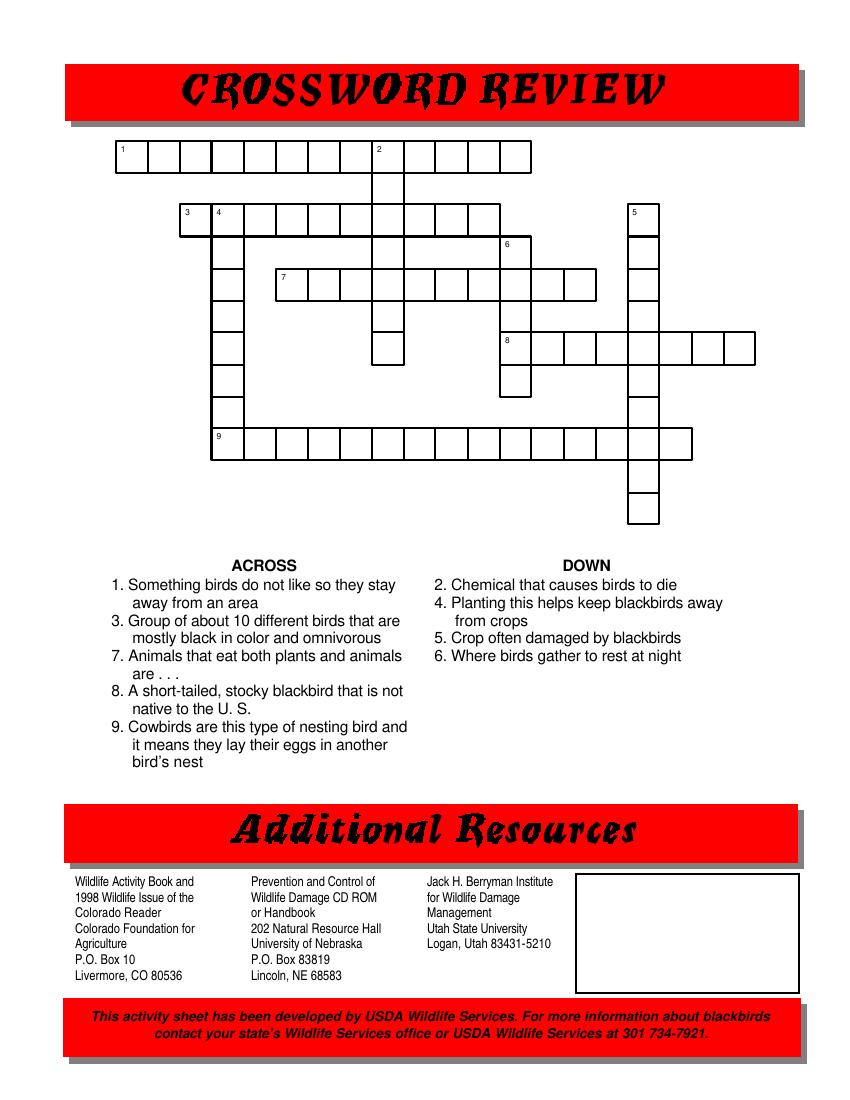 CROSSWORD REVIEW
1
2
3
4
5
6
7
8
9
ACROSS
1. Something birds do not like so they stay
away from an area
3. Group of about 10 different birds that are
mostly black in color and omnivorous
7. Animals that eat both plants and animals
are . . .
8. A short-tailed, stocky blackbird that is not
native to the U. S.
9. Cowbirds are this type of nesting bird and
it means they lay their eggs in another
bird's nest
DOWN
2. Chemical that causes birds to die
4. Planting this helps keep blackbirds away
from crops
5. Crop often damaged by blackbirds
6. Where birds gather to rest at night
Additional Resources
Wildlife Activity Book and
1998 Wildlife Issue of the
Colorado Reader
Colorado Foundation for
Agriculture
P.O. Box 10
Livermore, CO 80536
Prevention and Control of
Wildlife Damage CD ROM
or Handbook
202 Natural Resource Hall
University of Nebraska
P.O. Box 83819
Lincoln, NE 68583
Jack H. Berryman Institute
for Wildlife Damage
Management
Utah State University
Logan, Utah 83431-5210
This activity sheet has been developed by USDA Wildlife Services. For more information about blackbirds
contact your state's Wildlife Services office or USDA Wildlife Services at 301 734-7921.